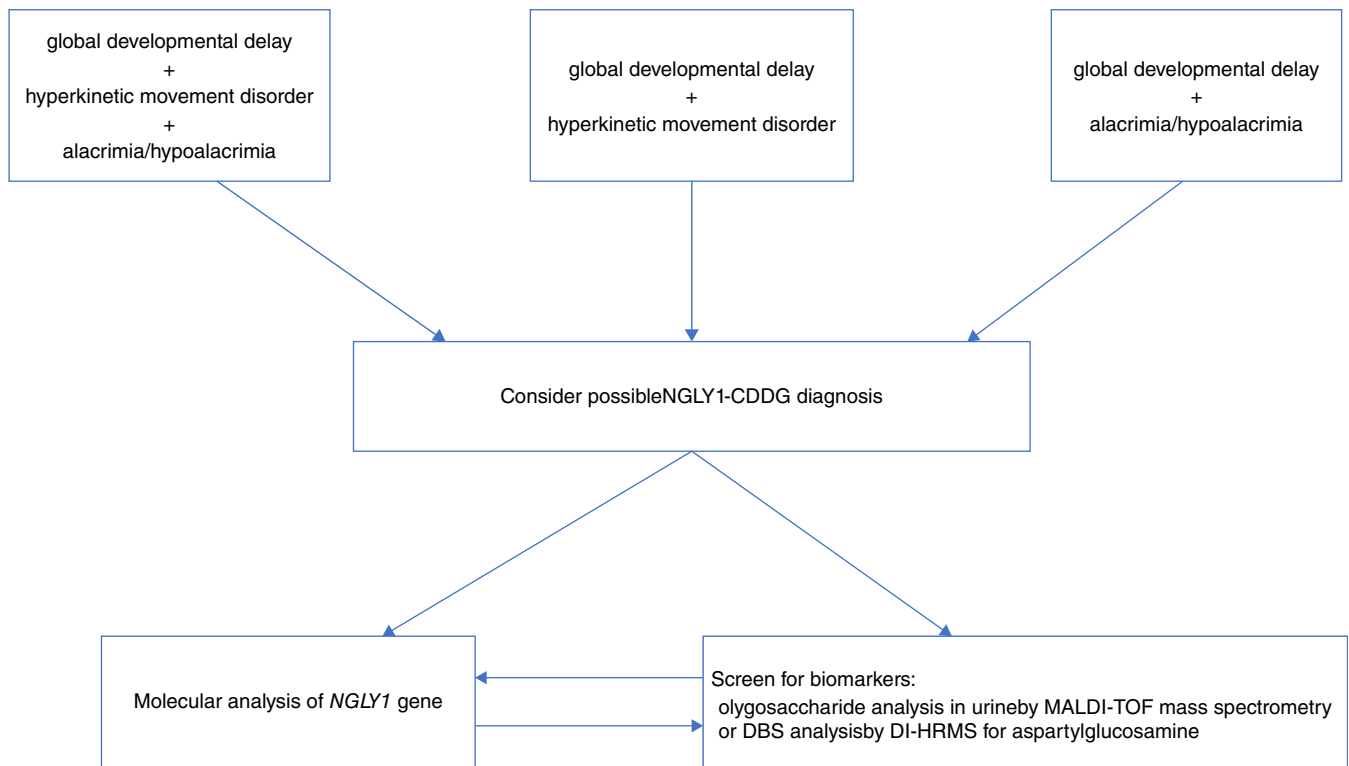 global developmental delay
+
hyperkinetic movement disorder
+
alacrimia/hypoalacrimia
global developmental delay
+
hyperkinetic movement disorder
global developmental delay
+
alacrimia/hypoalacrimia
Consider possibleNGLY1-CDDG diagnosis
Molecular analysis of NGLY1 gene
Screen for biomarkers:
olygosaccharide analysis in urineby MALDI-TOF mass spectrometry
or DBS analysisby DI-HRMS for aspartylglucosamine